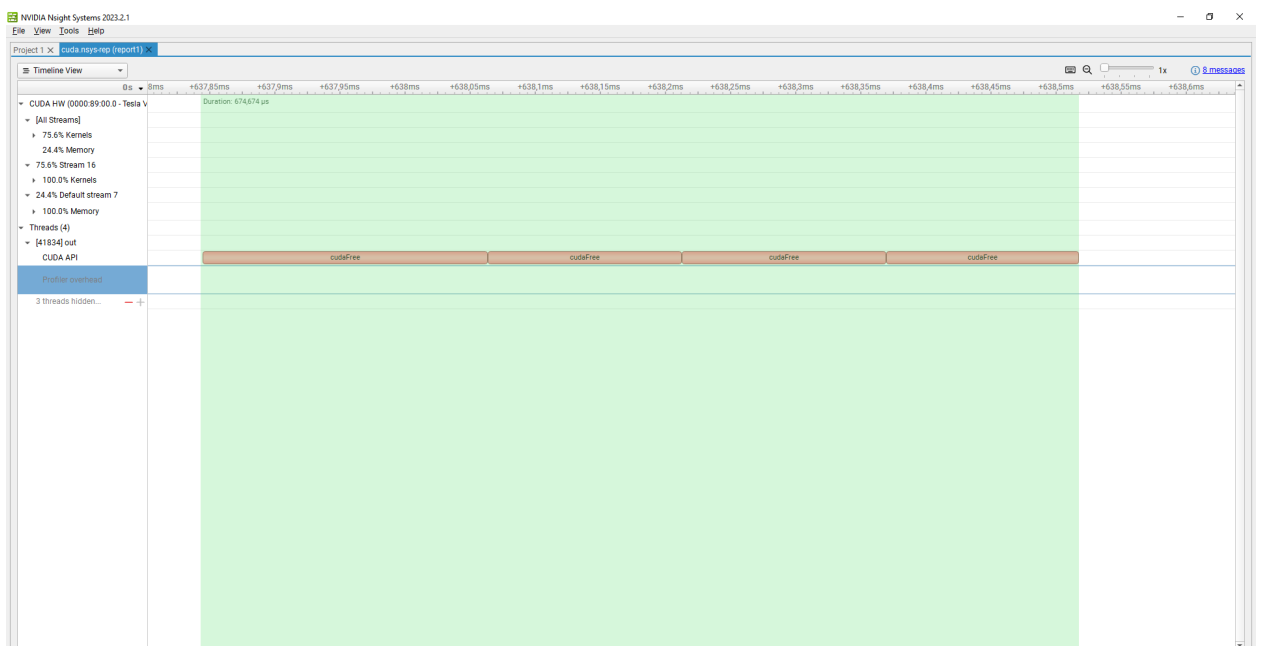 NVIDIA Nsight Systems 2023.2.1
File View Tools Help
Project 1 cuda.nsys-rep (report1)
Timeline View 1x 8 messages
0s 8ms +637,85ms +637,9ms +637,95ms +638ms +638,05ms +638,1ms +638,15ms +638,2ms +638,25ms +638,3ms +638,35ms +638,4ms +638,45ms +638,5ms +638,55ms +638,6ms
CUDA HW (0000:89:00.0 - Tesla V
Duration: 674,674 µs
[All Streams]
75.6% Kernels
24.4% Memory
75.6% Stream 16
100.0% Kernels
24.4% Default stream 7
100.0% Memory
Threads (4)
[41834] out
CUDA API cudaFree cudaFree cudaFree cudaFree
Profiler overhead
3 threads hidden...